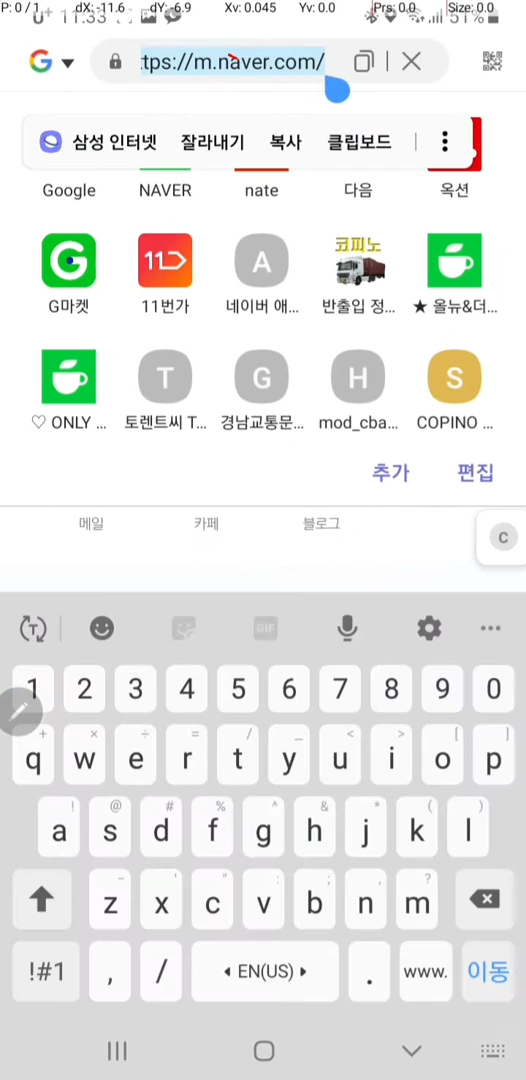 P: 0 / 1 dX: -11.6 dY: -6.9 Xv: 0.045 Yv: 0.0 Prs: 0.0 Size: 0.0
U+ 11:33 51%
G tps://m.naver.com/
삼성 인터넷 잘라내기 복사 클립보드
Google NAVER nate 다음 옥션
G 11 A 코피노
G마켓 11번가 네이버 애... 반출입 정... ★ 올뉴&더...
T G H S
♡ ONLY ... 토렌트씨 T... 경남교통문... mod_cba... COPINO ...
추가 편집
메일 카페 블로그
C
T GIF
1 2 3 4 5 6 7 8 9 0
+ × ÷ = / _ < > [ ]
q w e r t y u i o p
! @ # % ^ & * ( )
a s d f g h j k l
- ' " : ; , ?
z x c v b n m
!#1 , / EN(US) . www. 이동